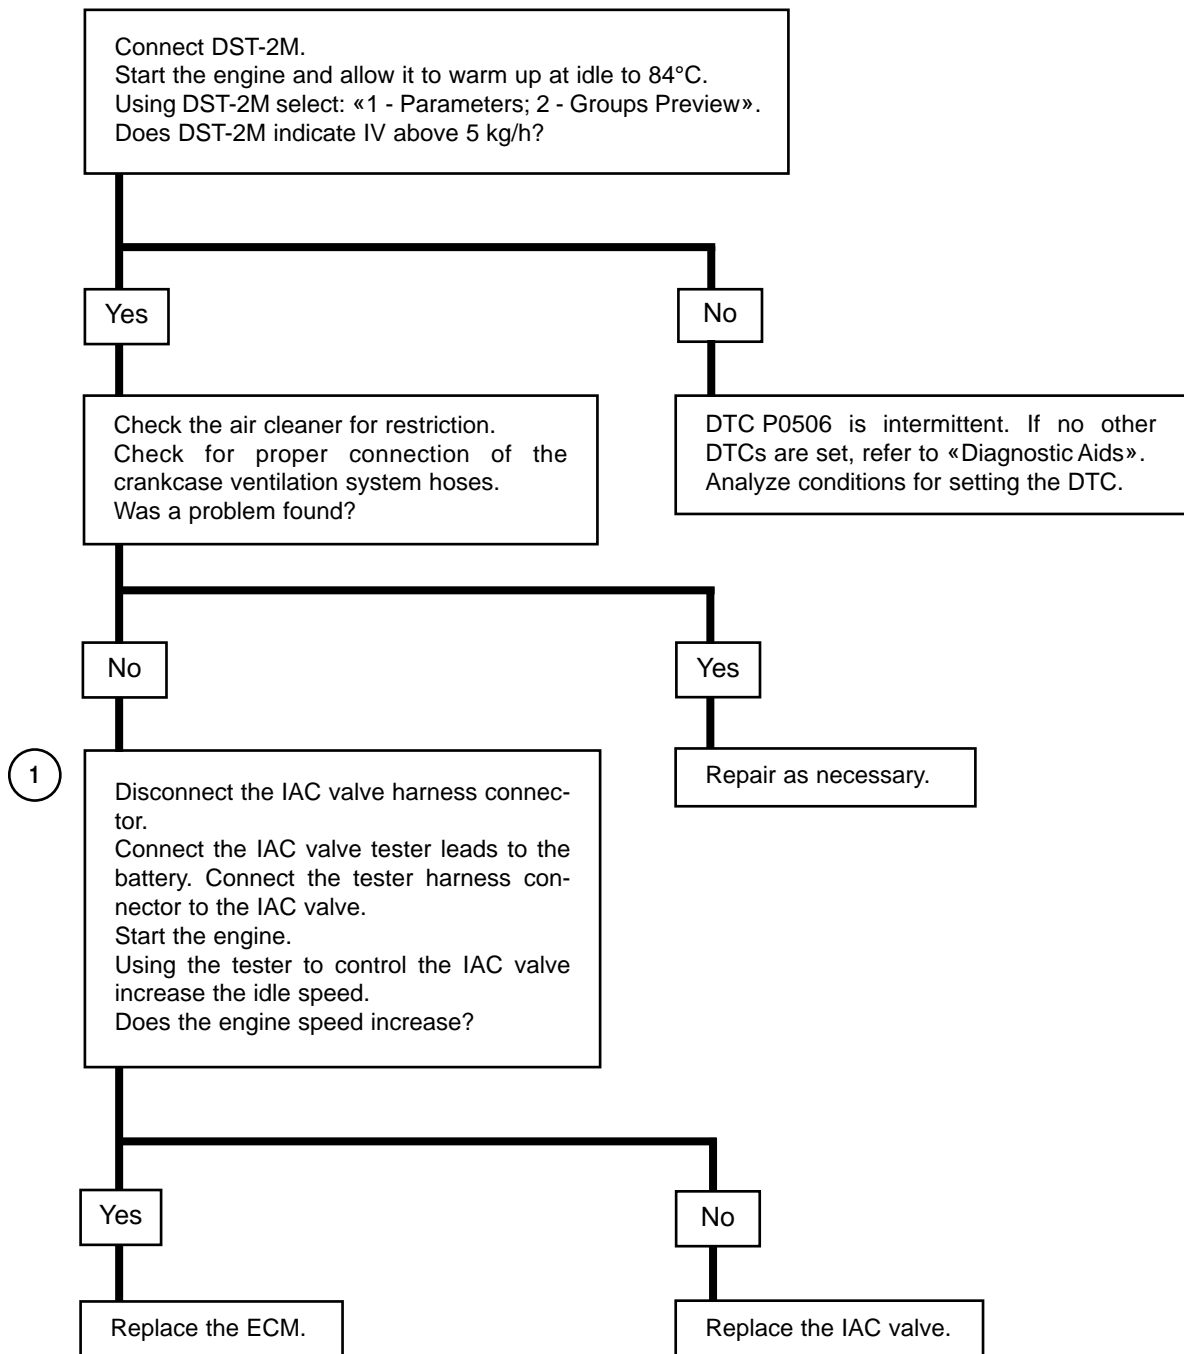 Connect DST-2M.
Start the engine and allow it to warm up at idle to 84°C.
Using DST-2M select: «1 - Parameters; 2 - Groups Preview».
Does DST-2M indicate IV above 5 kg/h?
Yes
No
Check the air cleaner for restriction.
Check for proper connection of the
crankcase ventilation system hoses.
Was a problem found?
DTC P0506 is intermittent. If no other
DTCs are set, refer to «Diagnostic Aids».
Analyze conditions for setting the DTC.
No
Yes
1
Disconnect the IAC valve harness connec-
tor.
Connect the IAC valve tester leads to the
battery. Connect the tester harness con-
nector to the IAC valve.
Start the engine.
Using the tester to control the IAC valve
increase the idle speed.
Does the engine speed increase?
Repair as necessary.
Yes
No
Replace the ECM.
Replace the IAC valve.